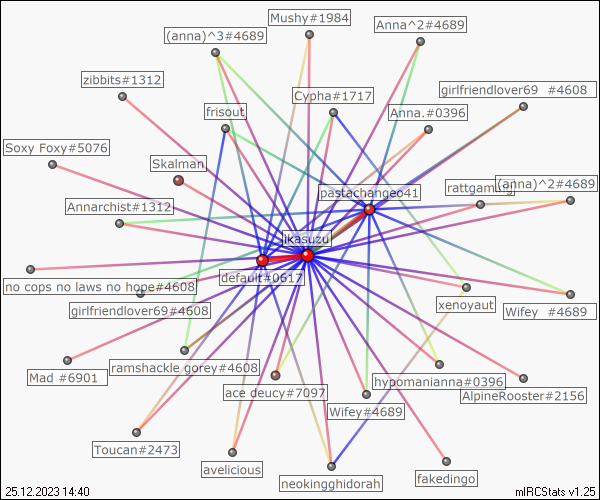 Mushy#1984
Anna^2#4689
(anna)^3#4689
zibbits#1312
Cypha#1717
girlfriendlover69  #4608
frisout
Anna.#0396
Soxy Foxy#5076
Skalman
pastachangeo41
rattgaming
(anna)^2#4689
Annarchist#1312
jikasuzu
default#0617
no cops no laws no hope#4608
xenoyaut
girlfriendlover69#4608
Wifey  #4689
ramshackle gorey#4608
Mad #6901
hypomanianna#0396
ace deucy#7097
AlpineRooster#2156
Wifey#4689
Toucan#2473
avelicious
neokingghidorah
fakedingo
25.12.2023 14:40
mIRCStats v1.25